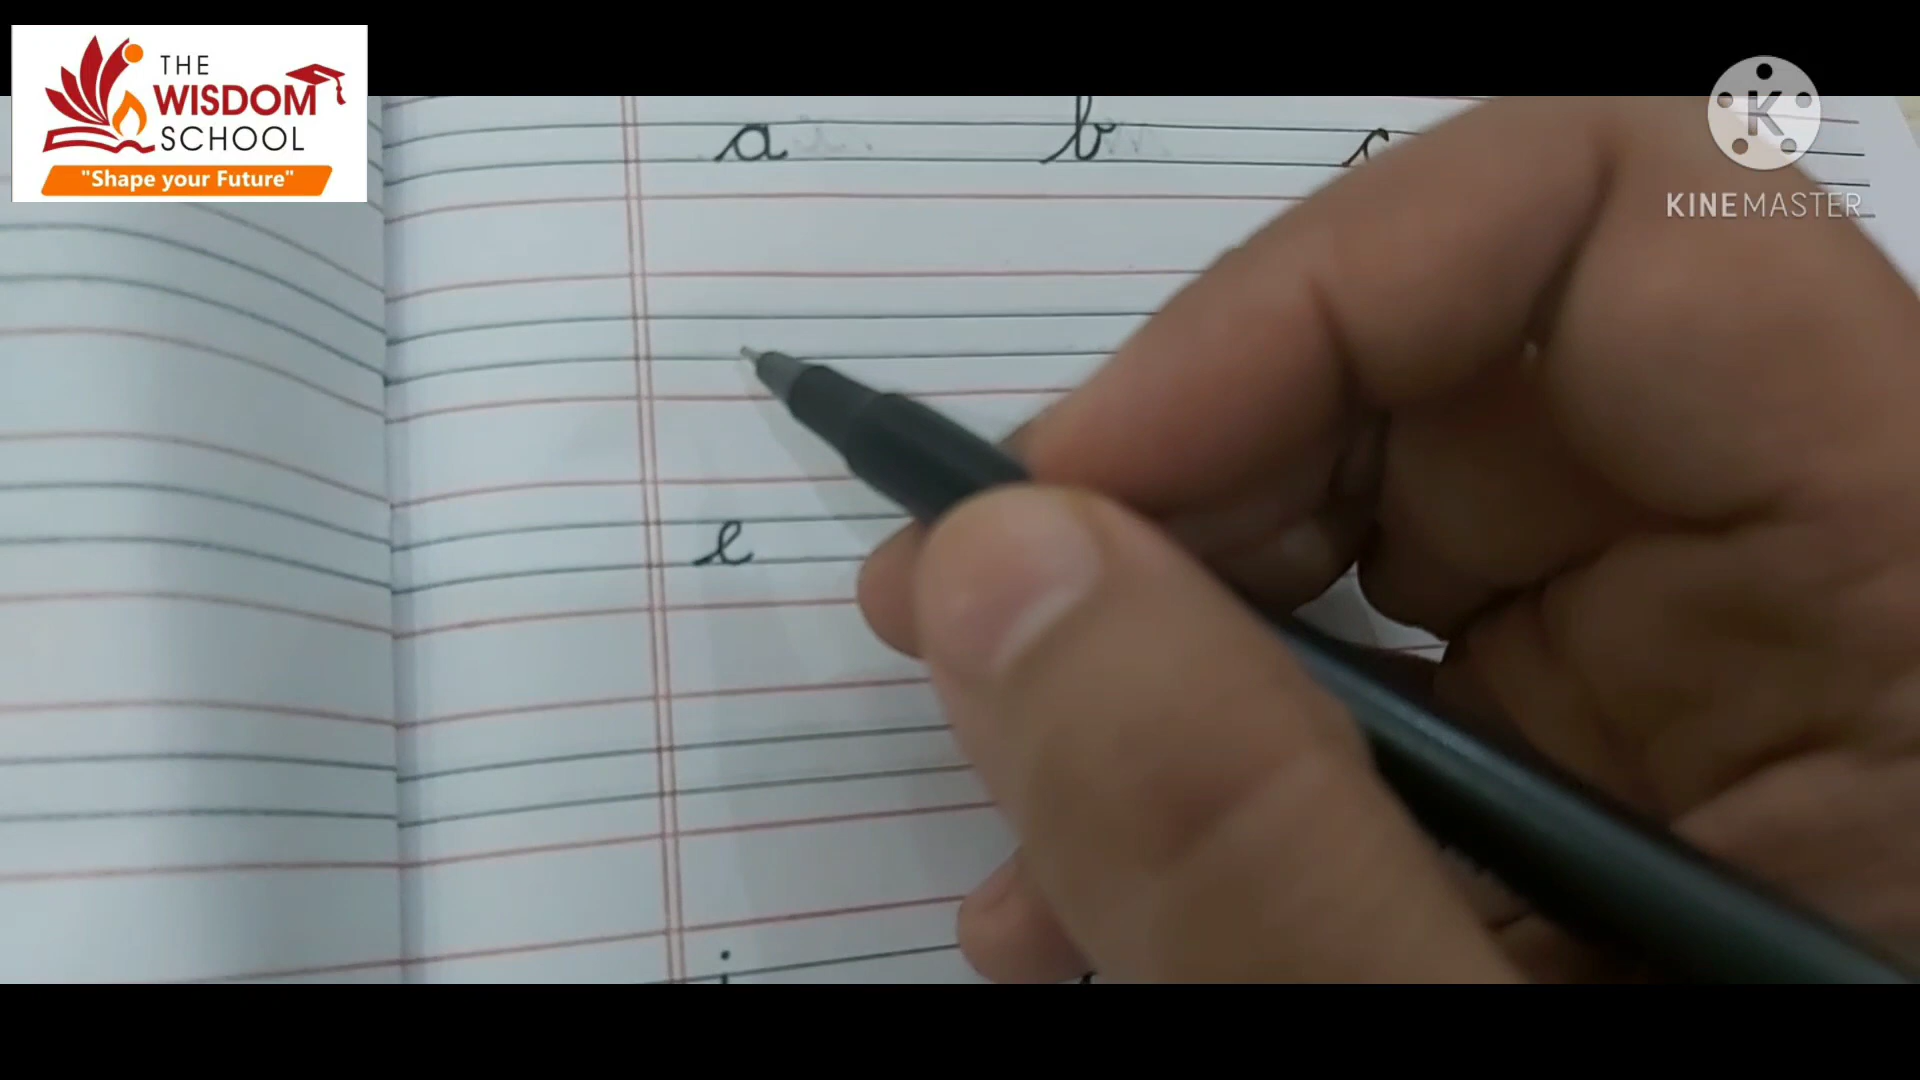 THE
WISDOM
SCHOOL
"Shape your Future"
K
KINEMASTER
a b c
e
i